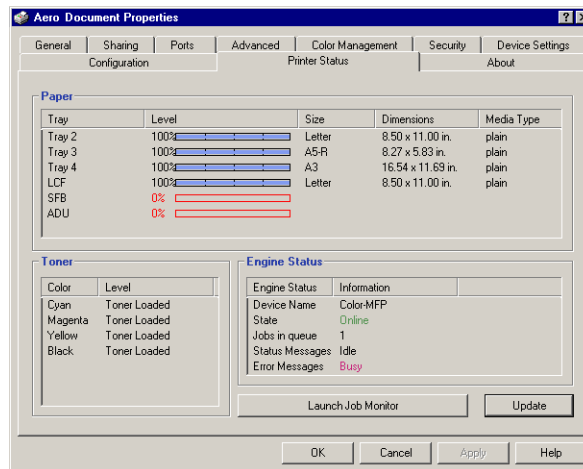 Aero Document Properties
General Sharing Ports Advanced Color Management Security Device Settings
Configuration Printer Status About
Paper
Tray Level Size Dimensions Media Type
Tray 2 100% Letter 8.50 x 11.00 in. plain
Tray 3 100% A5-R 8.27 x 5.83 in. plain
Tray 4 100% A3 16.54 x 11.69 in. plain
LCF 100% Letter 8.50 x 11.00 in. plain
SFB 0%
ADU 0%
Toner
Color Level
Cyan Toner Loaded
Magenta Toner Loaded
Yellow Toner Loaded
Black Toner Loaded
Engine Status
Engine Status Information
Device Name Color-MFP
State Online
Jobs in queue 1
Status Messages Idle
Error Messages Busy
Launch Job Monitor Update
OK Cancel Apply Help